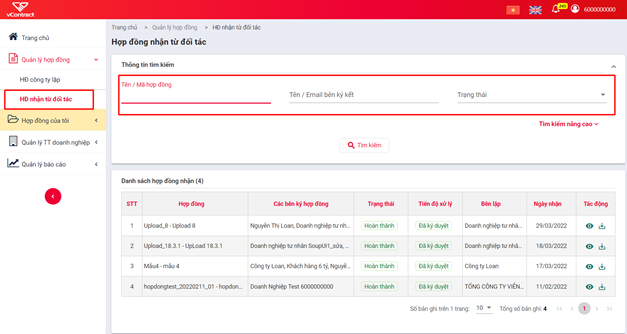 vContract
245
6000000000
Trang chủ > Quản lý hợp đồng > HĐ nhận từ đối tác
Trang chủ
Quản lý hợp đồng
HĐ công ty lập
HĐ nhận từ đối tác
Hợp đồng của tôi
Quản lý TT doanh nghiệp
Quản lý báo cáo
Hợp đồng nhận từ đối tác
Thông tin tìm kiếm
Tên / Mã hợp đồng
Tên / Email bên ký kết
Trạng thái
Tìm kiếm nâng cao
Tìm kiếm
Danh sách hợp đồng nhận (4)
STT Hợp đồng Các bên ký hợp đồng Trạng thái Tiến độ xử lý Bên lập Ngày nhận Tác động
1 Upload_8 - Upload 8 Nguyễn Thị Loan, Doanh nghiệp tư nh... Hoàn thành Đã ký duyệt Doanh nghiệp tư nhâ... 29/03/2022
2 Upload_18.3.1 - UpLoad 18.3.1 Doanh nghiệp tư nhân SoupUI1_sửa, ... Hoàn thành Đã ký duyệt Doanh nghiệp tư nhâ... 18/03/2022
3 Mẫu4 - mẫu 4 Công ty Loan, Khách hàng 6 tỷ, Nguyễ... Hoàn thành Đã ký duyệt Công ty Loan 17/03/2022
4 hopdongtest_20220211_01 - hopdon... Doanh Nghiệp Test 6000000000 Hoàn thành Đã ký duyệt TỔNG CÔNG TY VIỄN... 11/02/2022
Số bản ghi trên 1 trang: 10 Tổng số bản ghi: 4 1